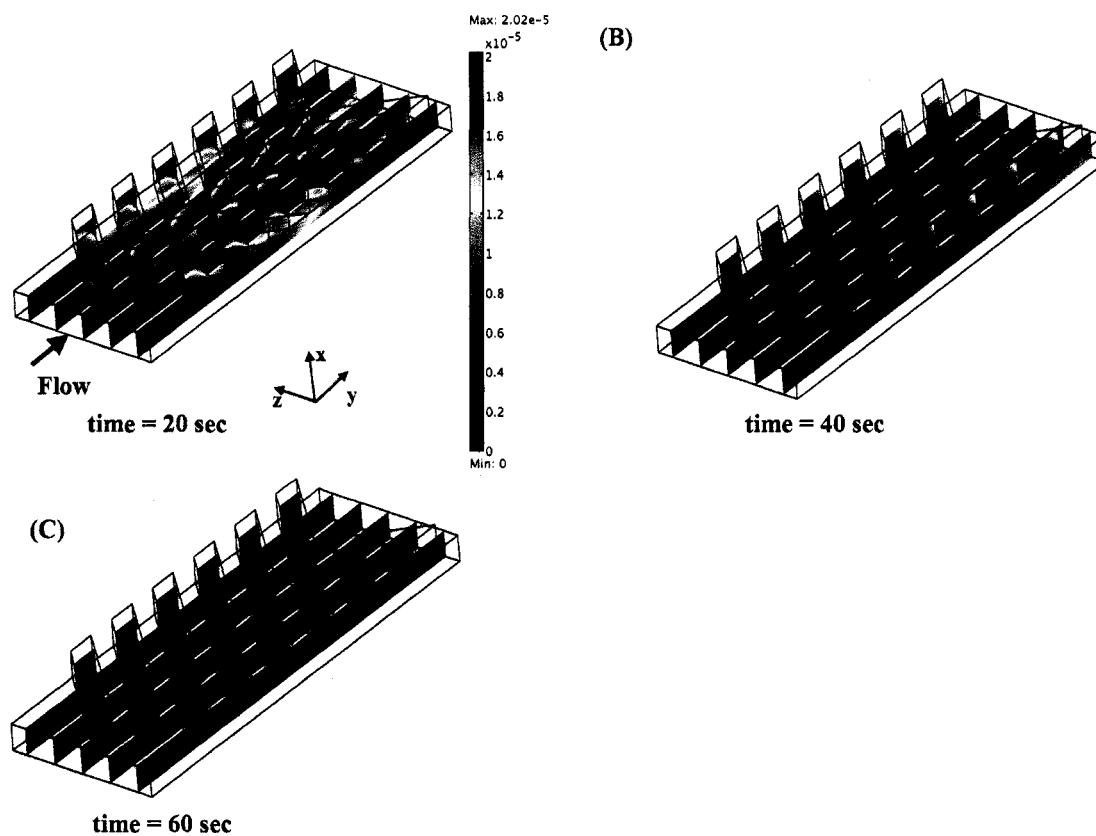 Max: 2.02e-5
x10⁻⁵
2
1.8
1.6
1.4
1.2
1
0.8
0.6
0.4
0.2
0
Min: 0
Flow
x
z
y
time = 20 sec
(B)
time = 40 sec
(C)
time = 60 sec